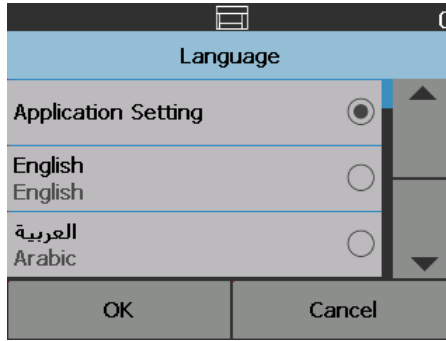 Language
Application Setting
English
English
العربية
Arabic
OK
Cancel